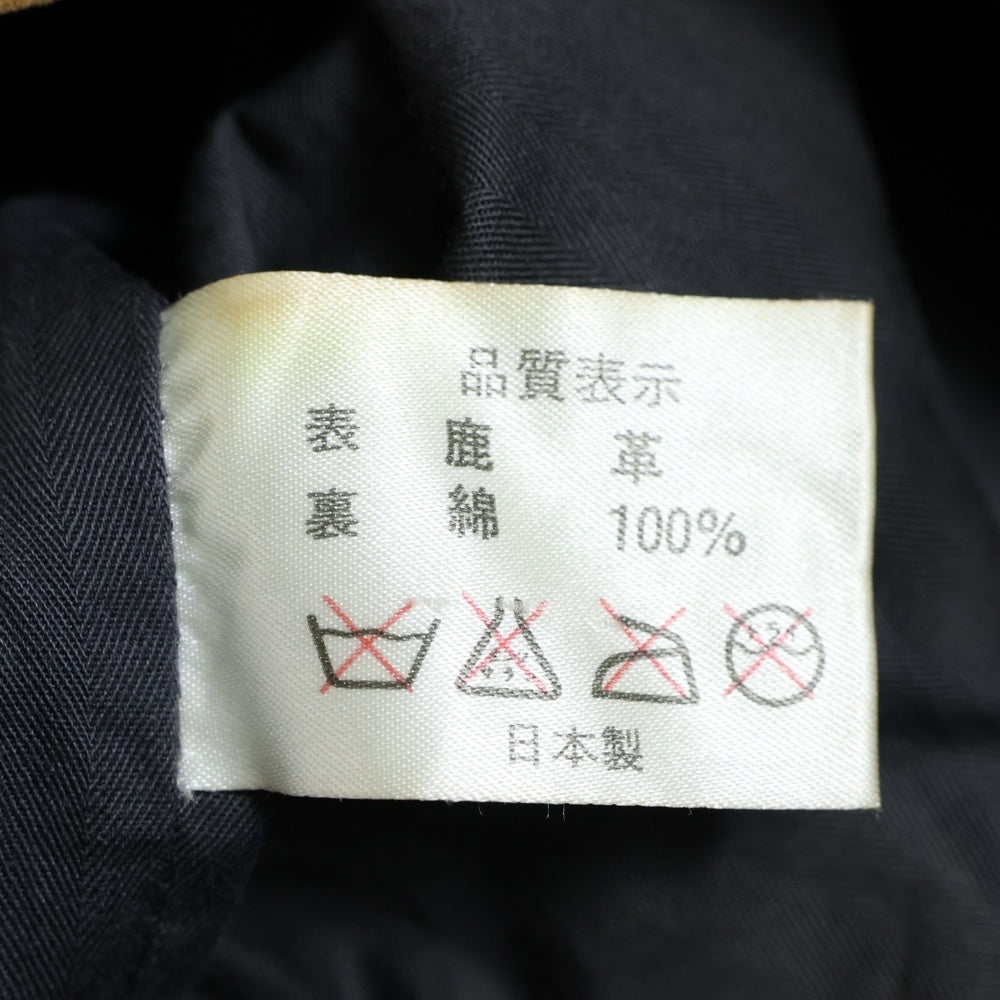 品質表示
表 鹿 革
裏 綿 100%
日本製